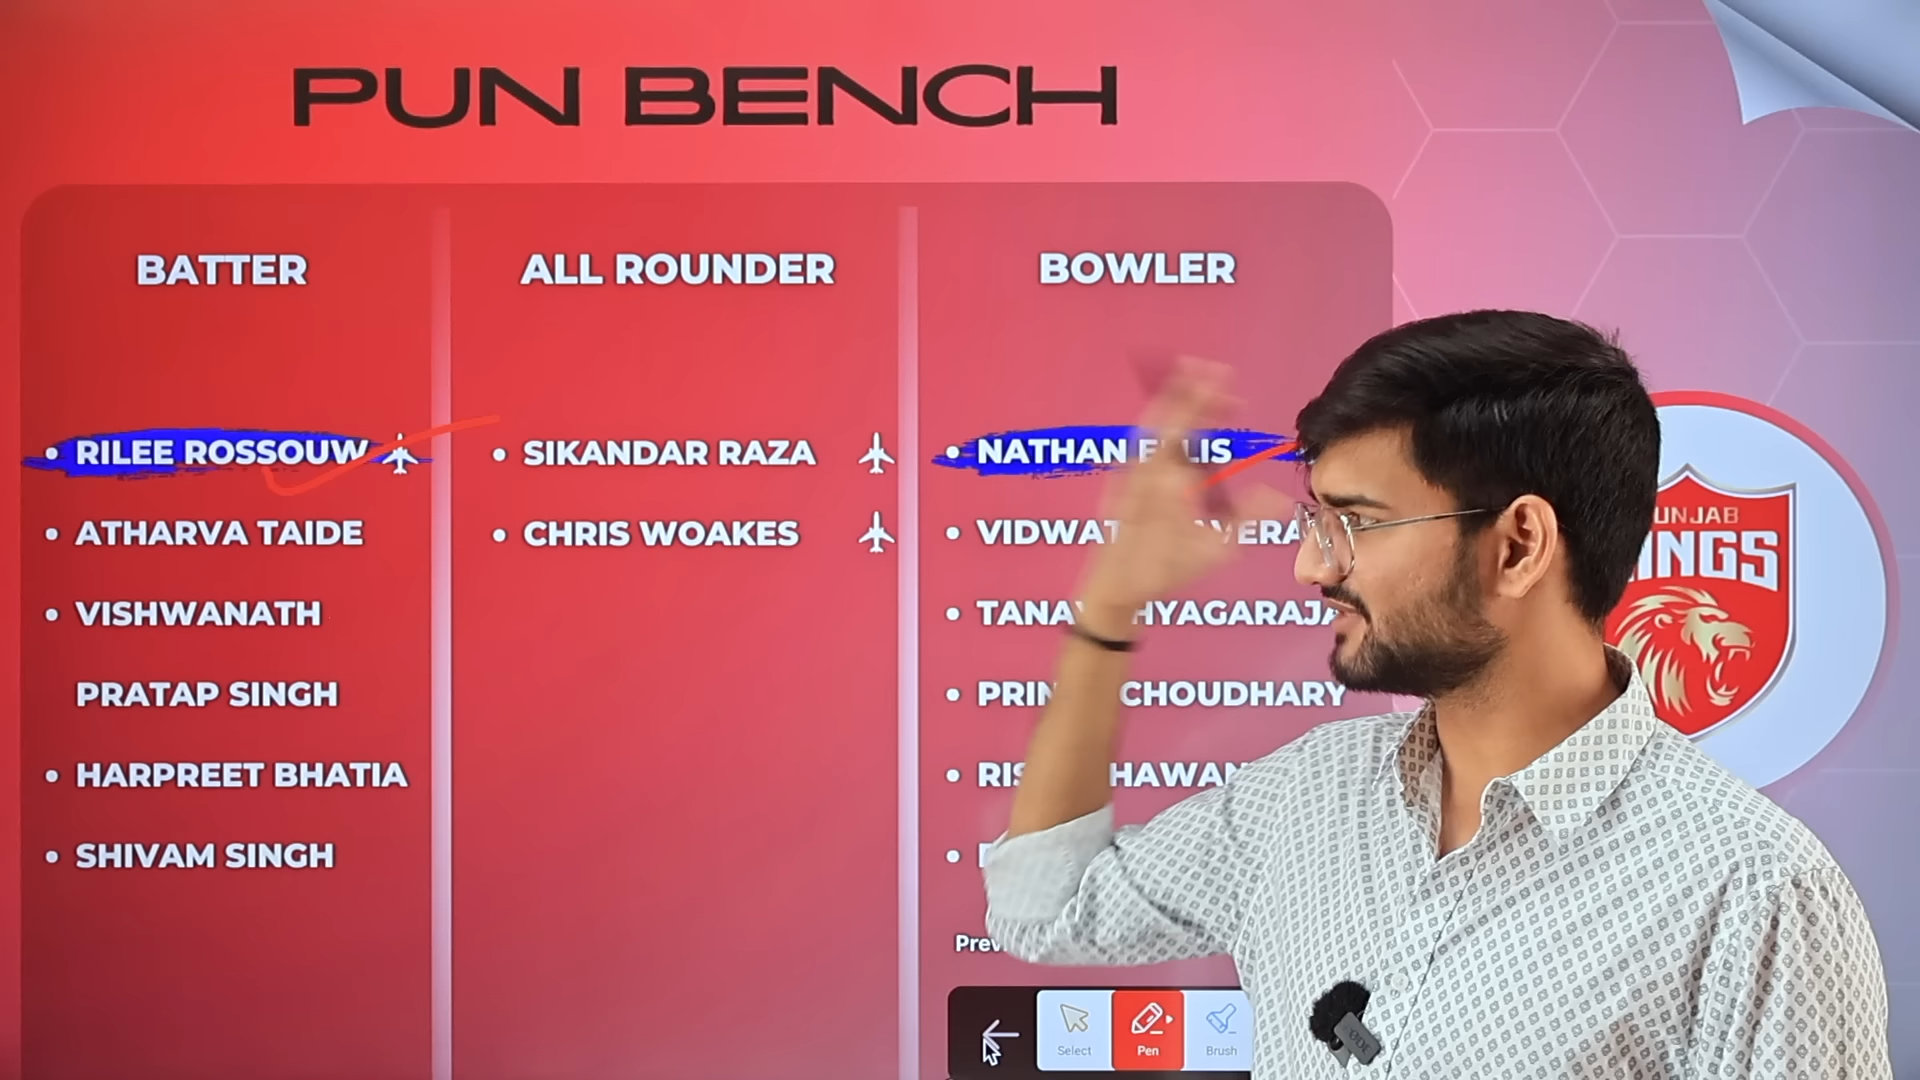 PUN BENCH
BATTER
• RILEE ROSSOUW
• ATHARVA TAIDE
• VISHWANATH
PRATAP SINGH
• HARPREET BHATIA
• SHIVAM SINGH
ALL ROUNDER
• SIKANDAR RAZA
• CHRIS WOAKES
BOWLER
• NATHAN
•
•
• CHOUDHARY
•
•
Select
Pen
Brush